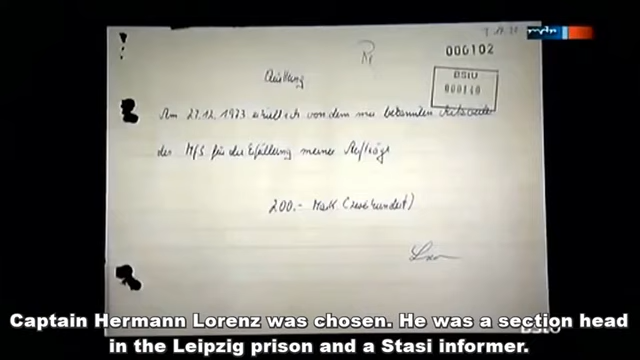 mdr
000102
BStU
000140
Quittung
Am 27.12.1973 erhielt ich von dem mir bekannten Mitarbeiter
des MfS für die Erfüllung meiner Aufträge
200.- Mark (zweihundert)
Captain Hermann Lorenz was chosen. He was a section head
in the Leipzig prison and a Stasi informer.